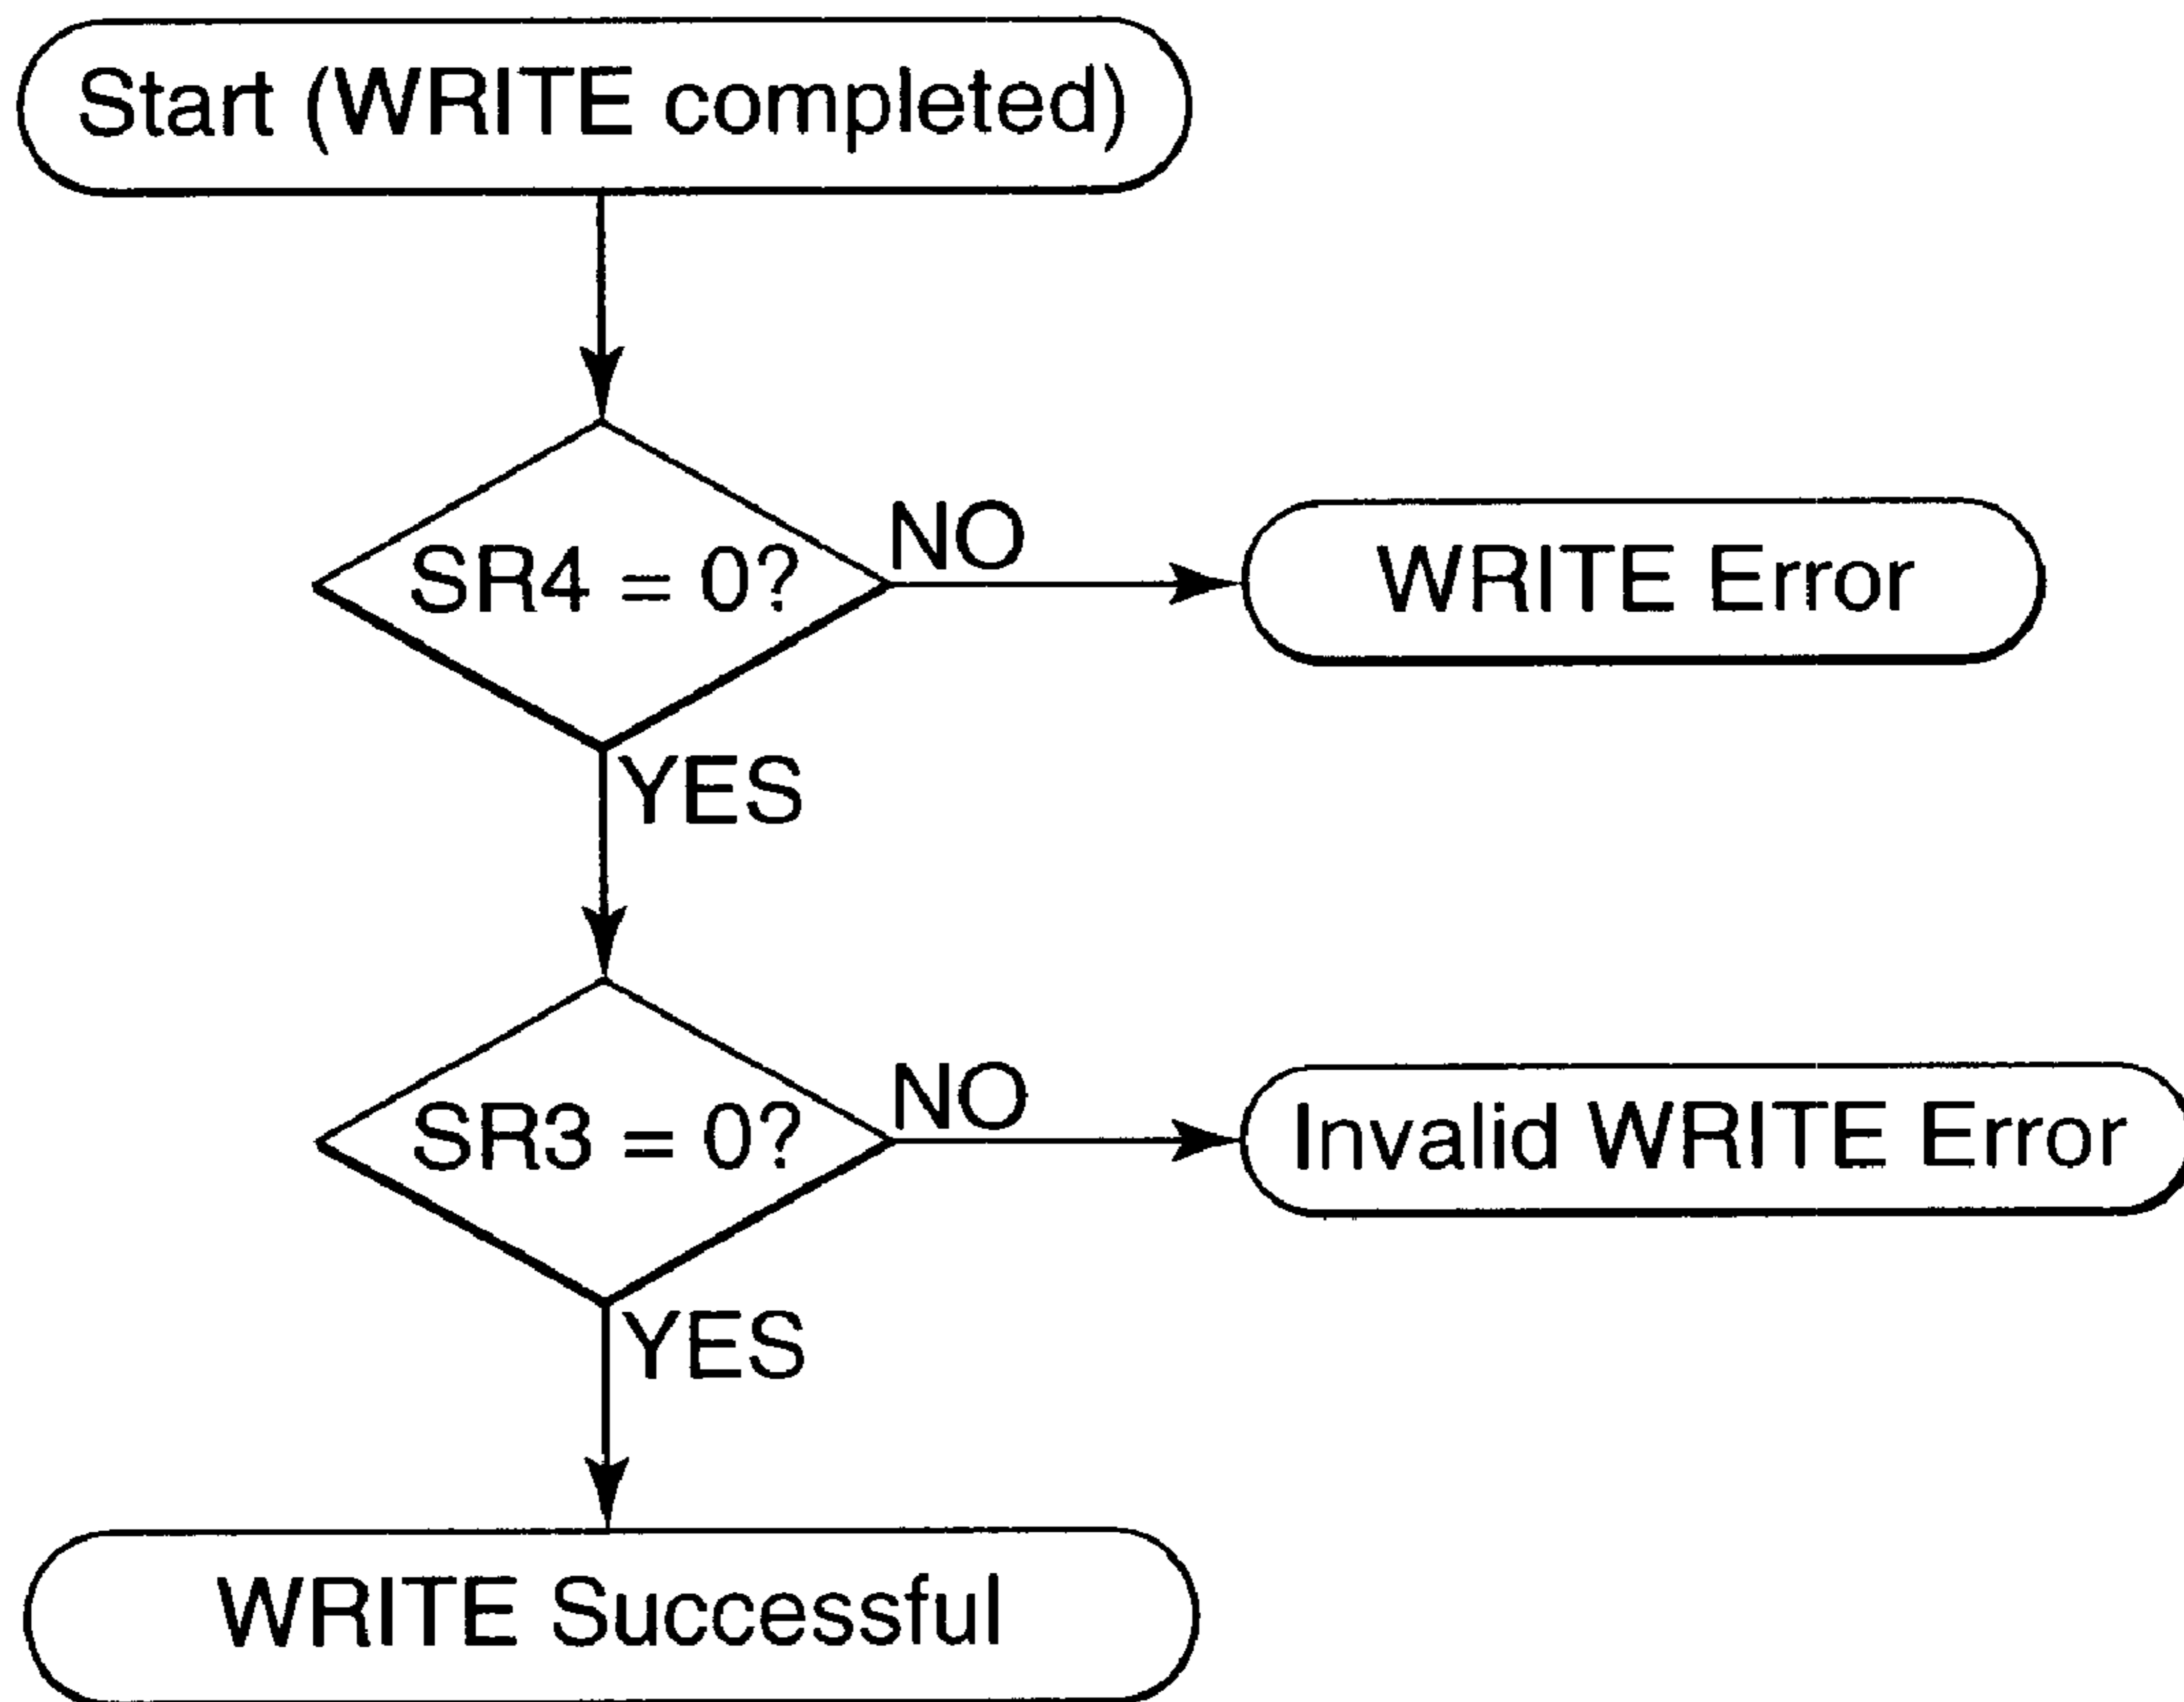 Start (WRITE completed)
SR4 = 0?
NO
WRITE Error
YES
SR3 = 0?
NO
Invalid WRITE Error
YES
WRITE Successful